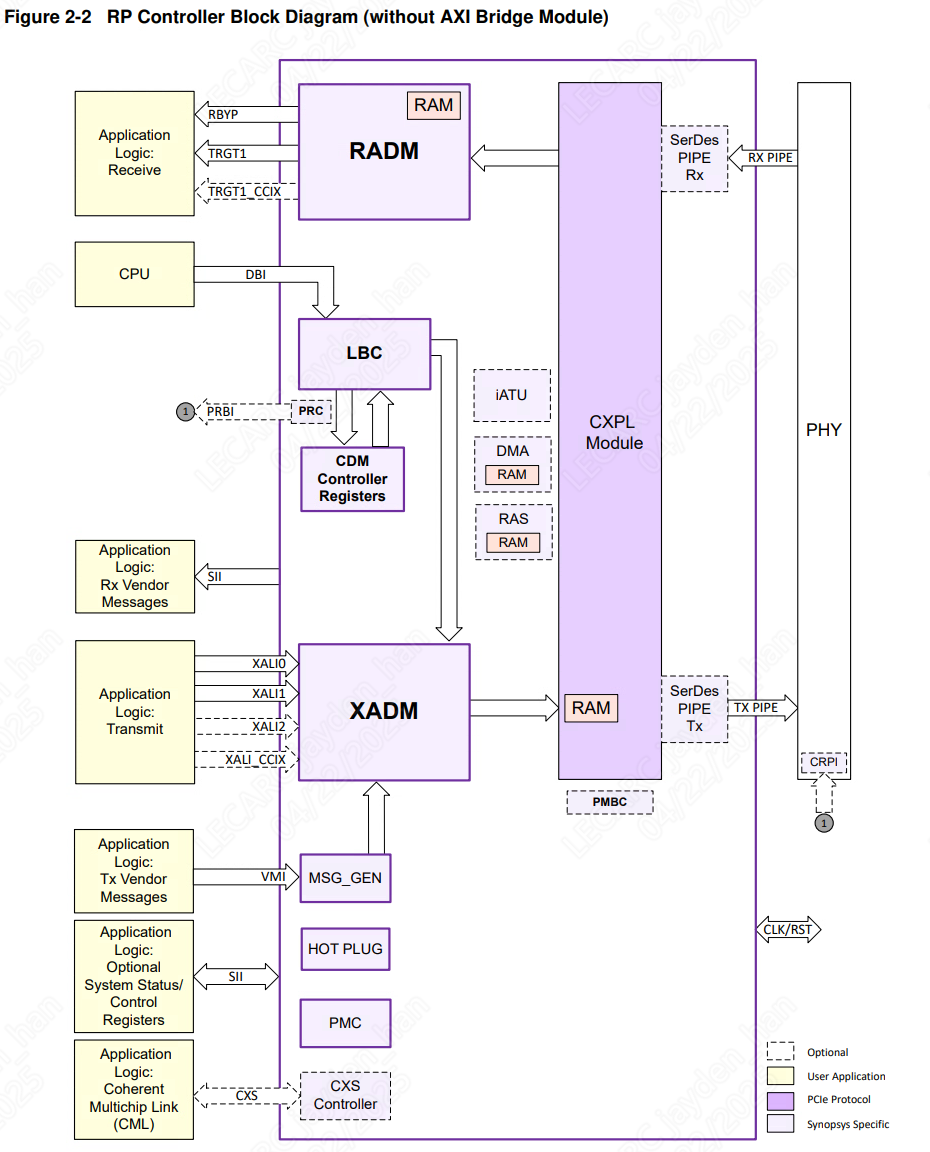 Figure 2-2 RP Controller Block Diagram (without AXI Bridge Module)
Application
Logic:
Receive
RBYP
TRGT1
TRGT1_CCIX
RAM
RADM
SerDes
PIPE
Rx
RX PIPE
CPU
DBI
LBC
1
PRBI
PRC
CDM
Controller
Registers
iATU
DMA
RAM
RAS
RAM
CXPL
Module
PHY
Application
Logic:
Rx Vendor
Messages
SII
Application
Logic:
Transmit
XALI0
XALI1
XALI2
XALI_CCIX
XADM
RAM
SerDes
PIPE
Tx
TX PIPE
CRPI
1
PMBC
Application
Logic:
Tx Vendor
Messages
VMI
MSG_GEN
Application
Logic:
Optional
System Status/
Control
Registers
SII
HOT PLUG
CLK/RST
PMC
Application
Logic:
Coherent
Multichip Link
(CML)
CXS
CXS
Controller
Optional
User Application
PCIe Protocol
Synopsys Specific
LECARC jayden_han
04/22/2025